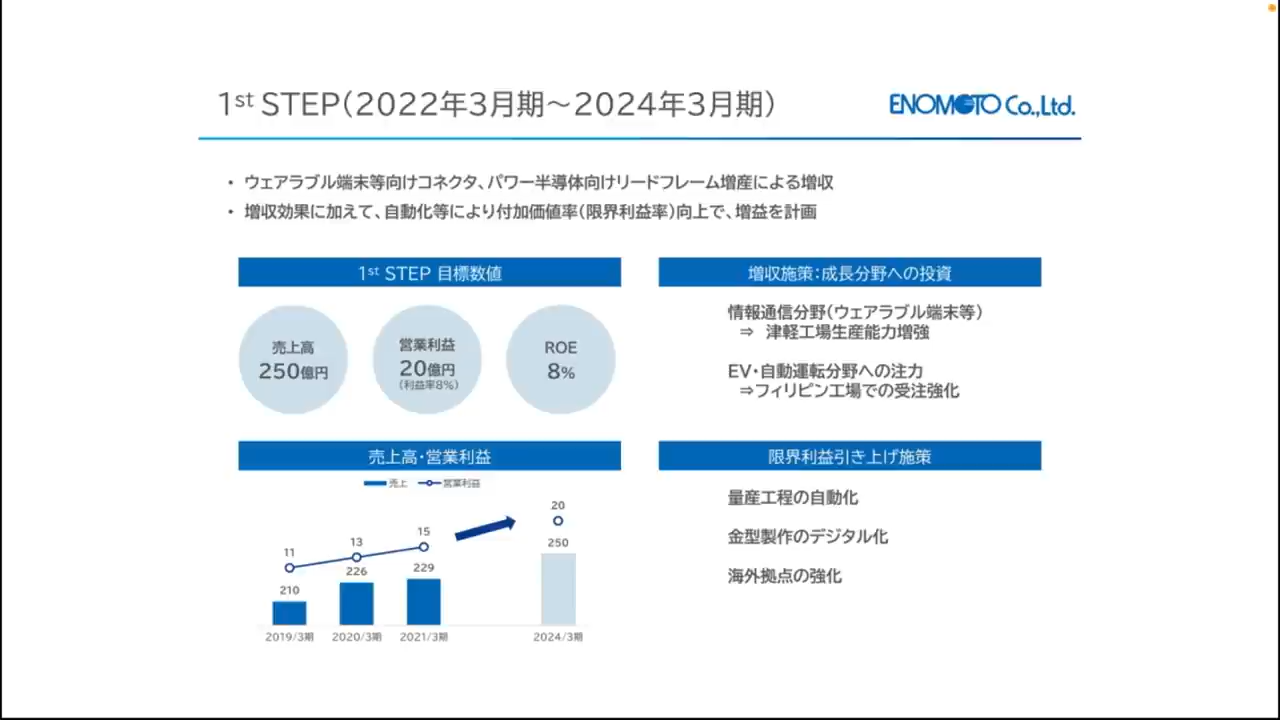 1st STEP（2022年3月期～2024年3月期）
ENOMOTO Co.,Ltd.
・ ウェアラブル端末等向けコネクタ、パワー半導体向けリードフレーム増産による増収
・ 増収効果に加えて、自動化等により付加価値率（限界利益率）向上で、増益を計画
1st STEP 目標数値
売上高
250億円
営業利益
20億円
（利益率8%）
ROE
8%
増収施策：成長分野への投資
情報通信分野（ウェアラブル端末等）
⇒ 津軽工場生産能力増強
EV・自動運転分野への注力
⇒フィリピン工場での受注強化
売上高・営業利益
売上 営業利益
11 13 15 20
210 226 229 250
2019/3期 2020/3期 2021/3期 2024/3期
限界利益引き上げ施策
量産工程の自動化
金型製作のデジタル化
海外拠点の強化